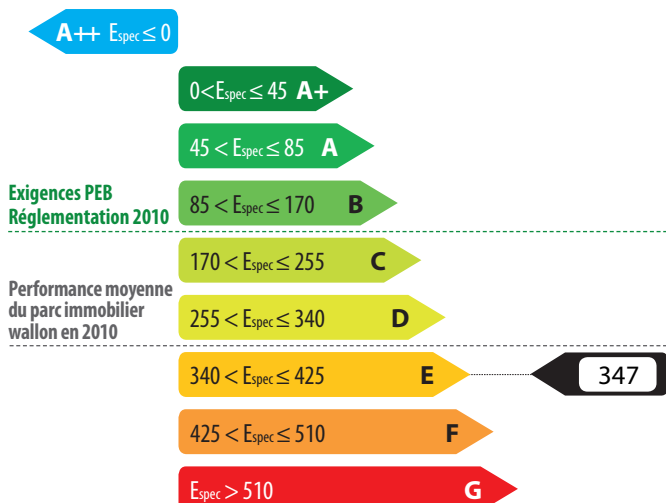 A++ Espec ≤ 0
0<Espec ≤ 45 A+
45 < Espec ≤ 85 A
Exigences PEB
Réglementation 2010
85 < Espec ≤ 170 B
170 < Espec ≤ 255 C
Performance moyenne
du parc immobilier
wallon en 2010
255 < Espec ≤ 340 D
340 < Espec ≤ 425 E
347
425 < Espec ≤ 510 F
Espec > 510 G